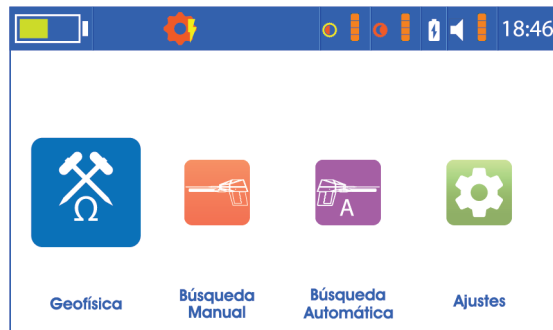 18:46
Ω
A
Geofísica
Búsqueda
Manual
Búsqueda
Automática
Ajustes